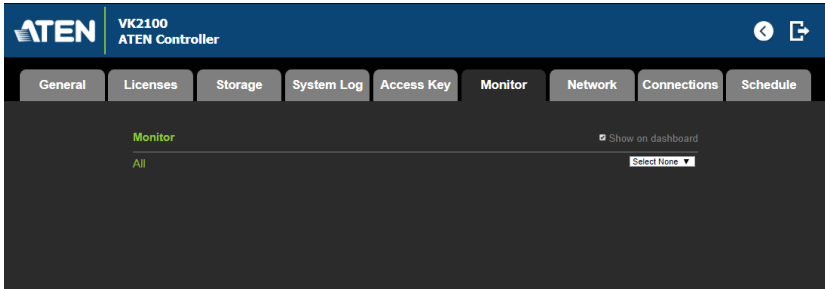 ATEN
VK2100
ATEN Controller
General Licenses Storage System Log Access Key Monitor Network Connections Schedule
Monitor Show on dashboard
All Select None ▼